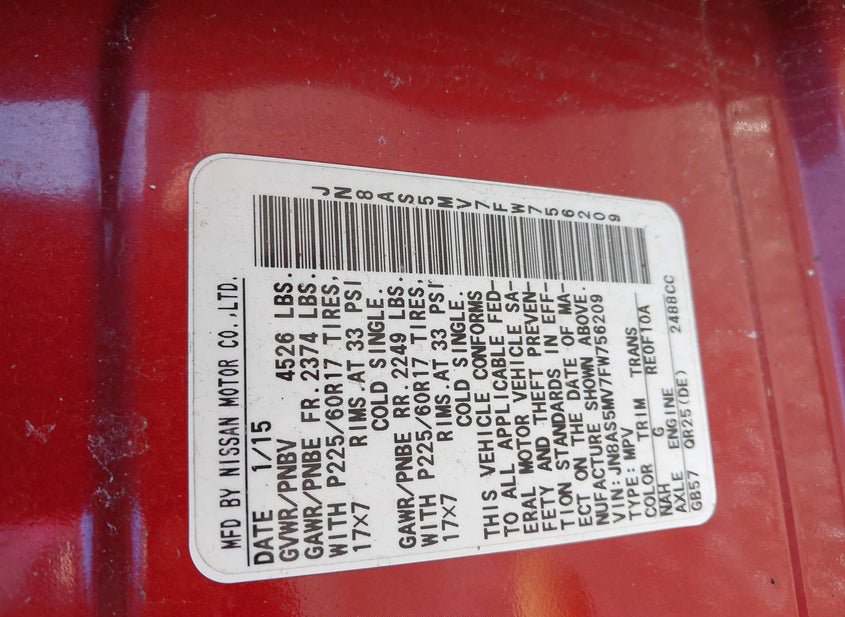 MFD BY NISSAN MOTOR CO.,LTD.
DATE 1/15
GVWR/PNBV 4526 LBS.
GAWR/PNBE FR.2374 LBS.
WITH P225/60R17 TIRES,
17X7 RIMS AT 33 PSI
COLD SINGLE.
GAWR/PNBE RR.2249 LBS.
WITH P225/60R17 TIRES,
17X7 RIMS AT 33 PSI
COLD SINGLE.
THIS VEHICLE CONFORMS
TO ALL APPLICABLE FED-
ERAL MOTOR VEHICLE SA-
FETY AND THEFT PREVEN-
TION STANDARDS IN EFF-
ECT ON THE DATE OF MA-
NUFACTURE SHOWN ABOVE.
VIN:JN8AS5MV7FW756209
TYPE:MPV
COLOR TRIM TRANS
NAH G RE0F10A
AXLE ENGINE
GB57 QR25(DE) 2488CC
JN8AS5MV7FW756209